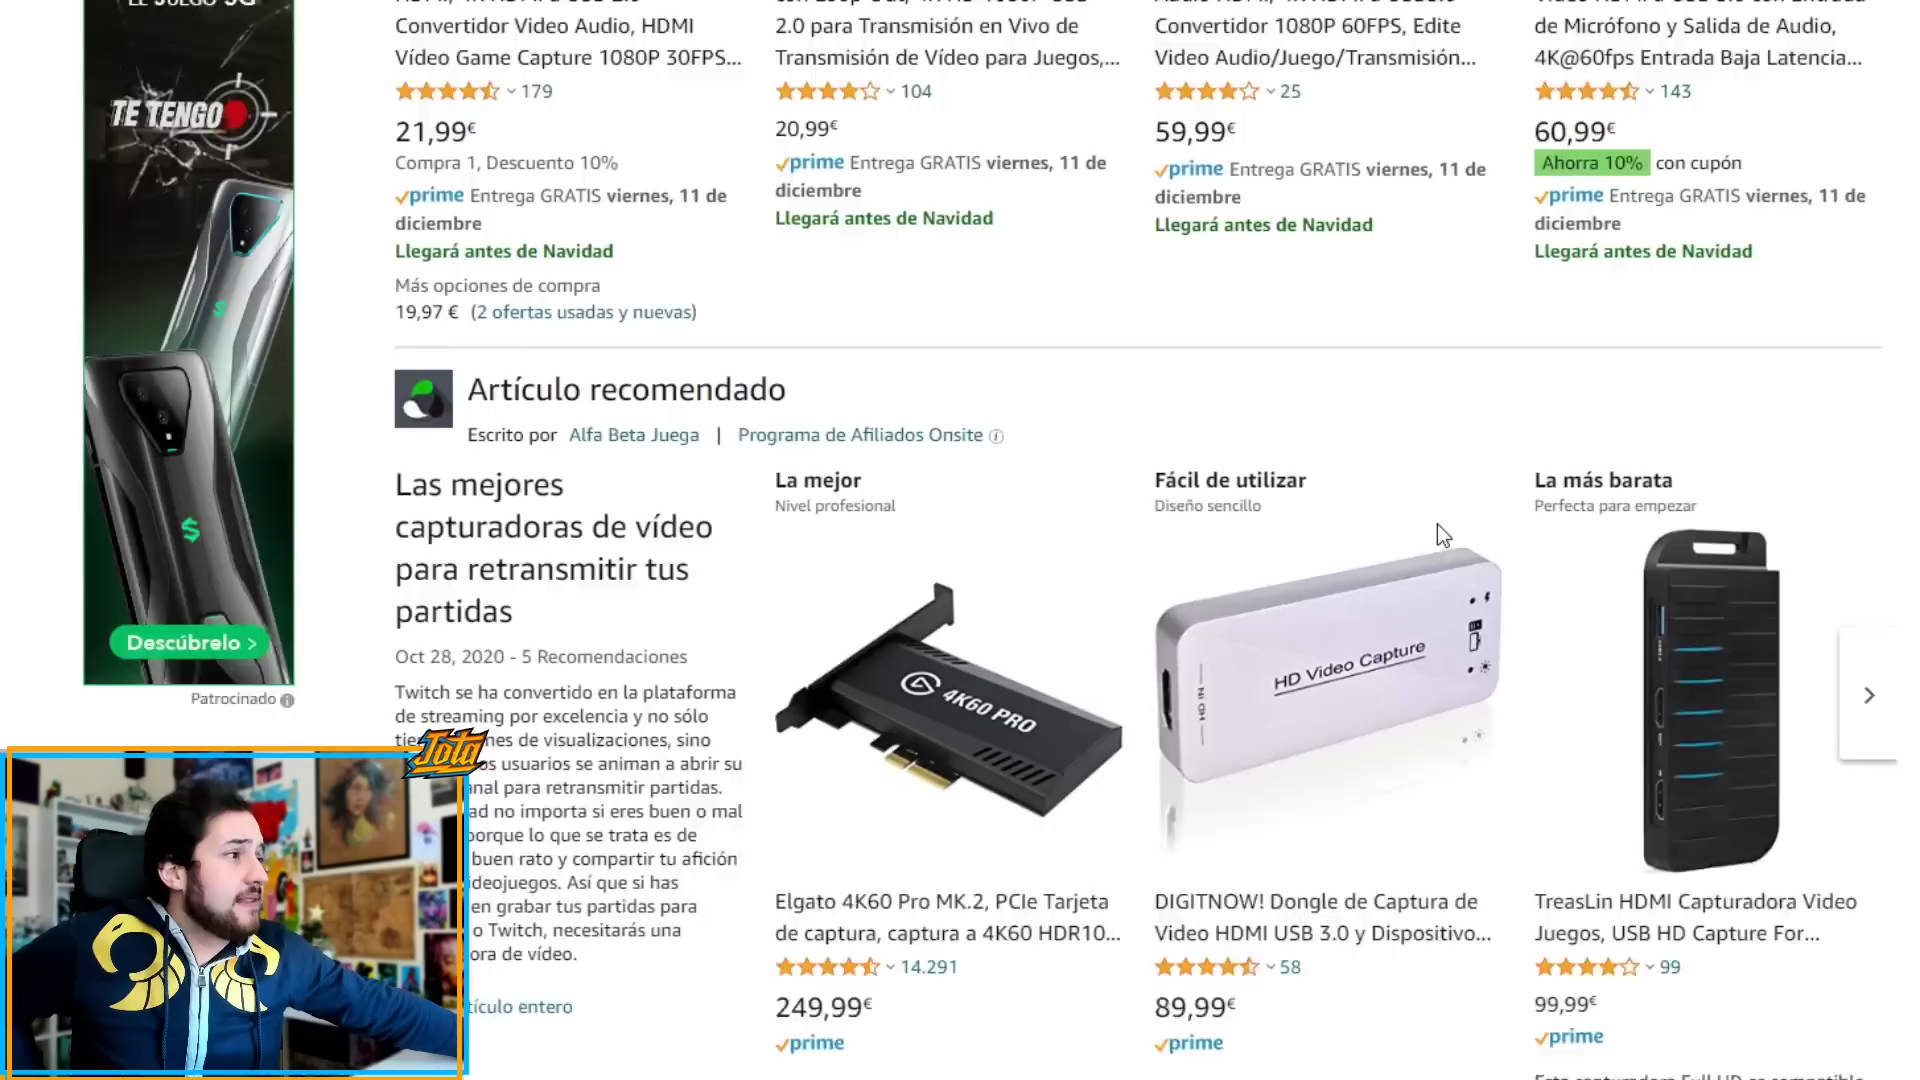 TE TENGO
Descúbrelo >
Patrocinado
Convertidor Video Audio, HDMI
Vídeo Game Capture 1080P 30FPS...
179
21,99€
Compra 1, Descuento 10%
prime Entrega GRATIS viernes, 11 de
diciembre
Llegará antes de Navidad
Más opciones de compra
19,97 € (2 ofertas usadas y nuevas)
2.0 para Transmisión en Vivo de
Transmisión de Vídeo para Juegos,...
104
20,99€
prime Entrega GRATIS viernes, 11 de
diciembre
Llegará antes de Navidad
Convertidor 1080P 60FPS, Edite
Video Audio/Juego/Transmisión...
25
59,99€
prime Entrega GRATIS viernes, 11 de
diciembre
Llegará antes de Navidad
de Micrófono y Salida de Audio,
4K@60fps Entrada Baja Latencia...
143
60,99€
Ahorra 10% con cupón
prime Entrega GRATIS viernes, 11 de
diciembre
Llegará antes de Navidad
Artículo recomendado
Escrito por Alfa Beta Juega | Programa de Afiliados Onsite
Las mejores
capturadoras de vídeo
para retransmitir tus
partidas
Oct 28, 2020 - 5 Recomendaciones
Twitch se ha convertido en la plataforma
de streaming por excelencia y no sólo
nes de visualizaciones, sino
os usuarios se animan a abrir su
nal para retransmitir partidas.
ad no importa si eres buen o mal
porque lo que se trata es de
buen rato y compartir tu afición
ideojuegos. Así que si has
en grabar tus partidas para
o Twitch, necesitarás una
ora de vídeo.
tículo entero
Jota
La mejor
Nivel profesional
4K60 PRO
Elgato 4K60 Pro MK.2, PCIe Tarjeta
de captura, captura a 4K60 HDR10...
14.291
249,99€
prime
Fácil de utilizar
Diseño sencillo
HD Video Capture
HD IN
DIGITNOW! Dongle de Captura de
Video HDMI USB 3.0 y Dispositivo...
58
89,99€
prime
La más barata
Perfecta para empezar
TreasLin HDMI Capturadora Video
Juegos, USB HD Capture For...
99
99,99€
prime